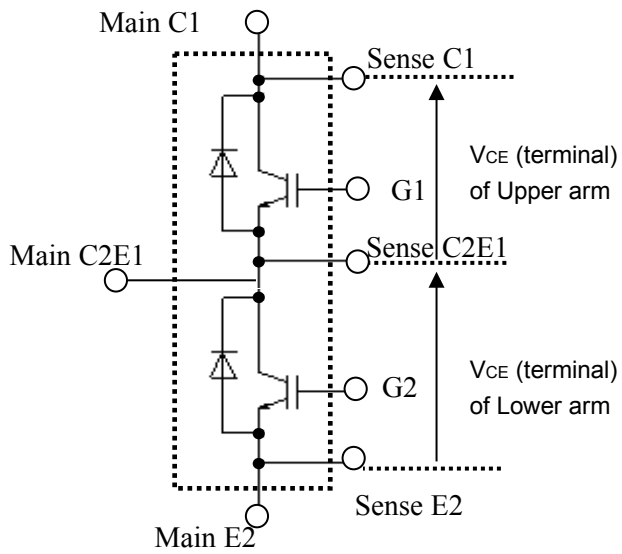 Main C1
Sense C1
VCE (terminal)
of Upper arm
G1
Sense C2E1
Main C2E1
VCE (terminal)
of Lower arm
G2
Sense E2
Main E2